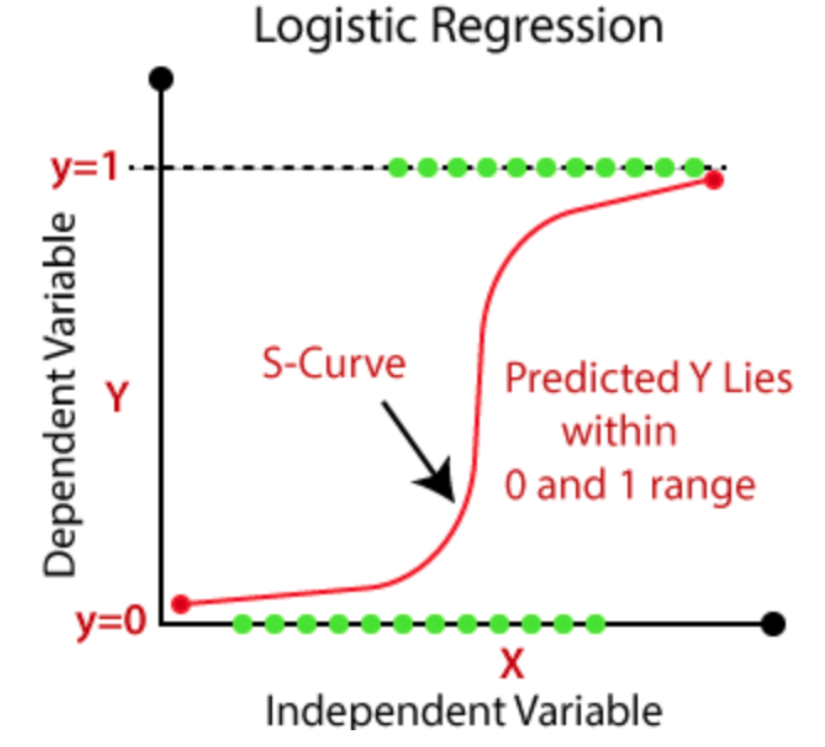 Logistic Regression
y=1
Dependent Variable
Y
S-Curve
Predicted Y Lies
within
0 and 1 range
y=0
X
Independent Variable